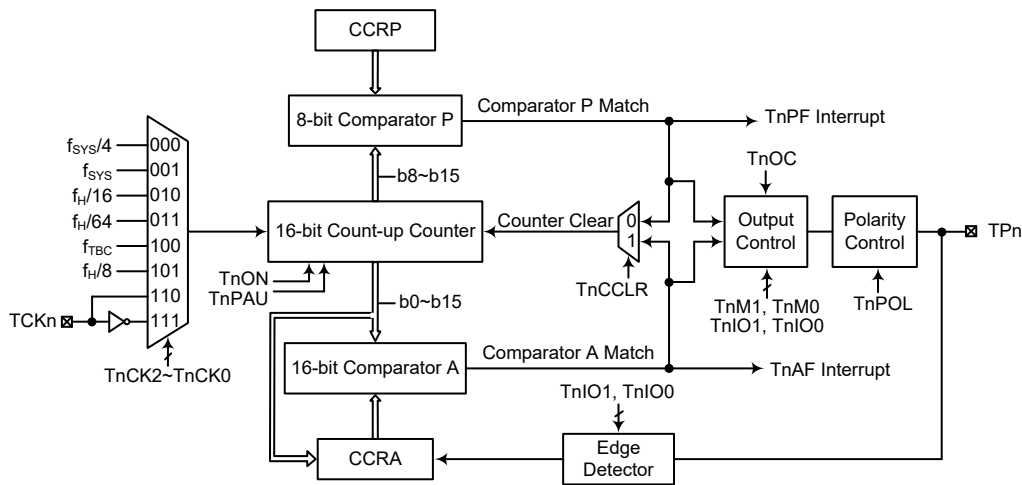 CCRP
8-bit Comparator P
Comparator P Match
TnPF Interrupt
b8~b15
fSYS/4
000
fSYS
001
fH/16
010
fH/64
011
fTBC
100
fH/8
101
110
111
TCKn
TnCK2~TnCK0
16-bit Count-up Counter
TnON
TnPAU
Counter Clear
0
1
TnCCLR
TnOC
Output
Control
TnM1, TnM0
TnIO1, TnIO0
Polarity
Control
TnPOL
TPn
b0~b15
16-bit Comparator A
Comparator A Match
TnAF Interrupt
TnIO1, TnIO0
Edge
Detector
CCRA